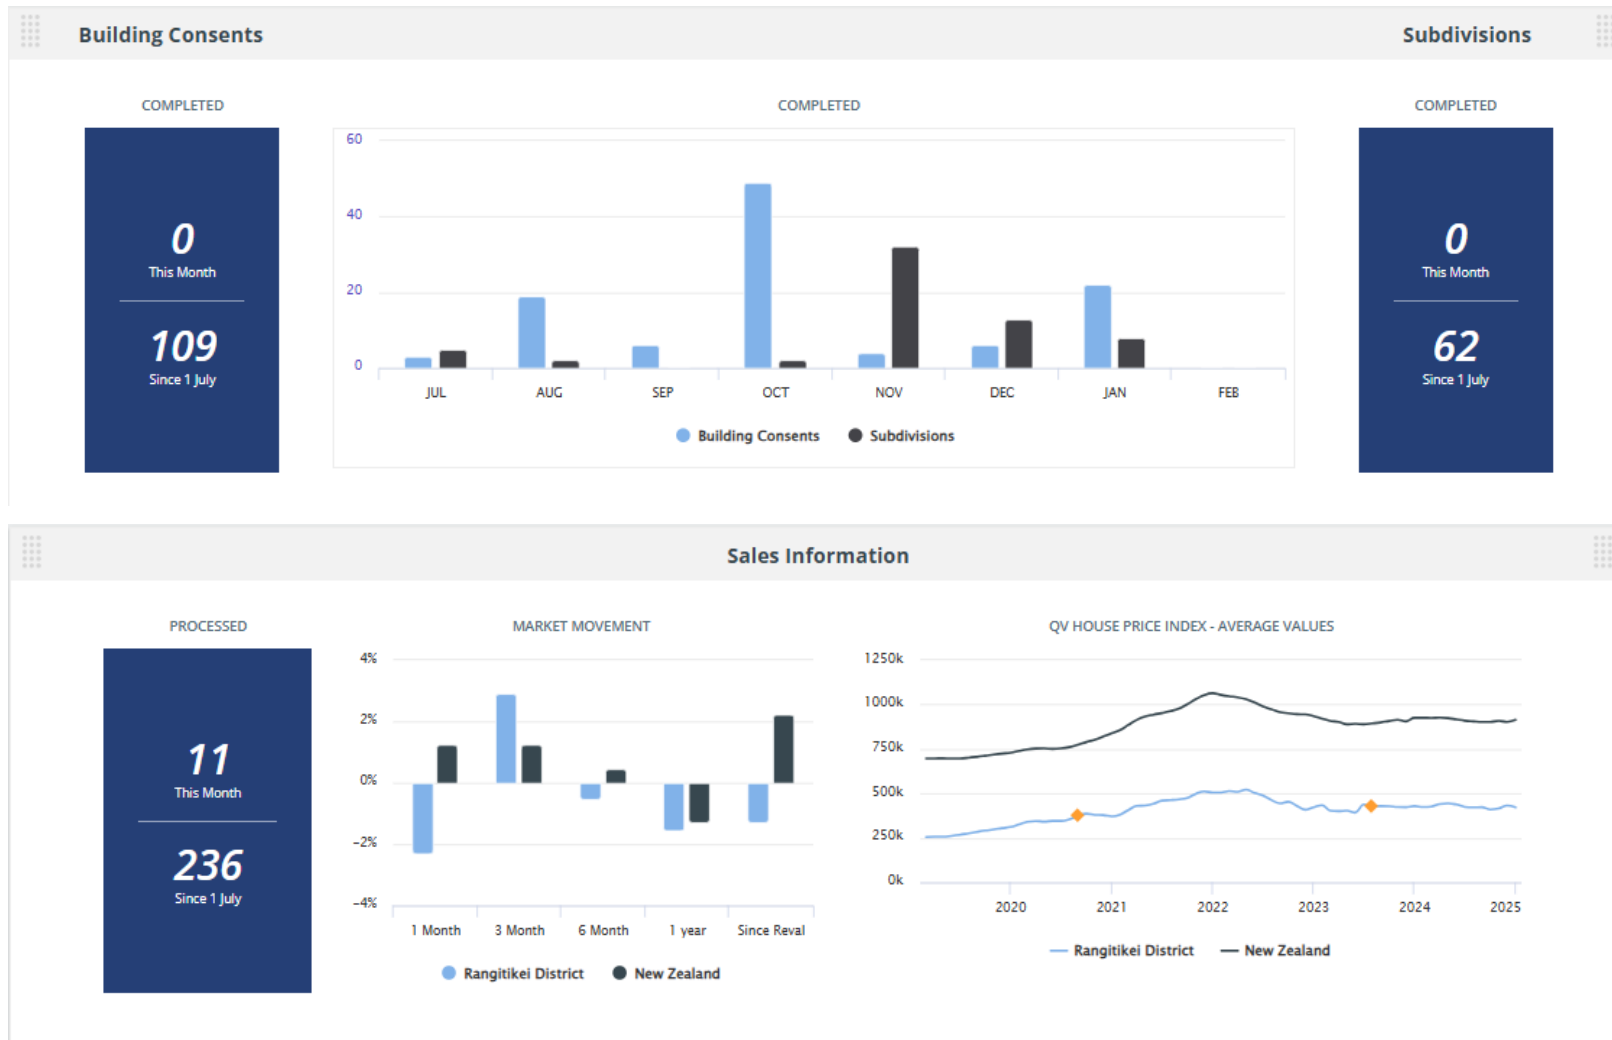 Building Consents
Subdivisions
COMPLETED
0
This Month
109
Since 1 July
COMPLETED
60
40
20
0
JUL AUG SEP OCT NOV DEC JAN FEB
Building Consents Subdivisions
COMPLETED
0
This Month
62
Since 1 July
Sales Information
PROCESSED
11
This Month
236
Since 1 July
MARKET MOVEMENT
4%
2%
0%
−2%
−4%
1 Month 3 Month 6 Month 1 year Since Reval
Rangitikei District New Zealand
QV HOUSE PRICE INDEX - AVERAGE VALUES
1250k
1000k
750k
500k
250k
0k
2020 2021 2022 2023 2024 2025
Rangitikei District New Zealand